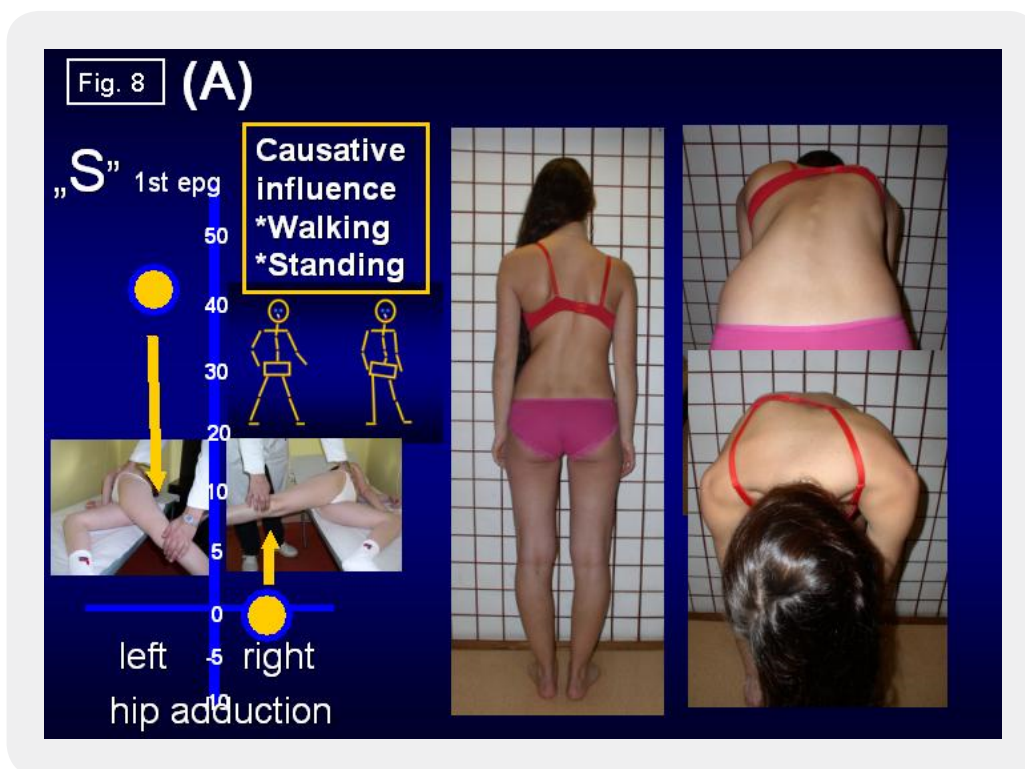 Fig. 8
(A)
„S” 1st epg
Causative
influence
*Walking
*Standing
50
40
30
20
10
5
0
-5
10
left
right
hip adduction